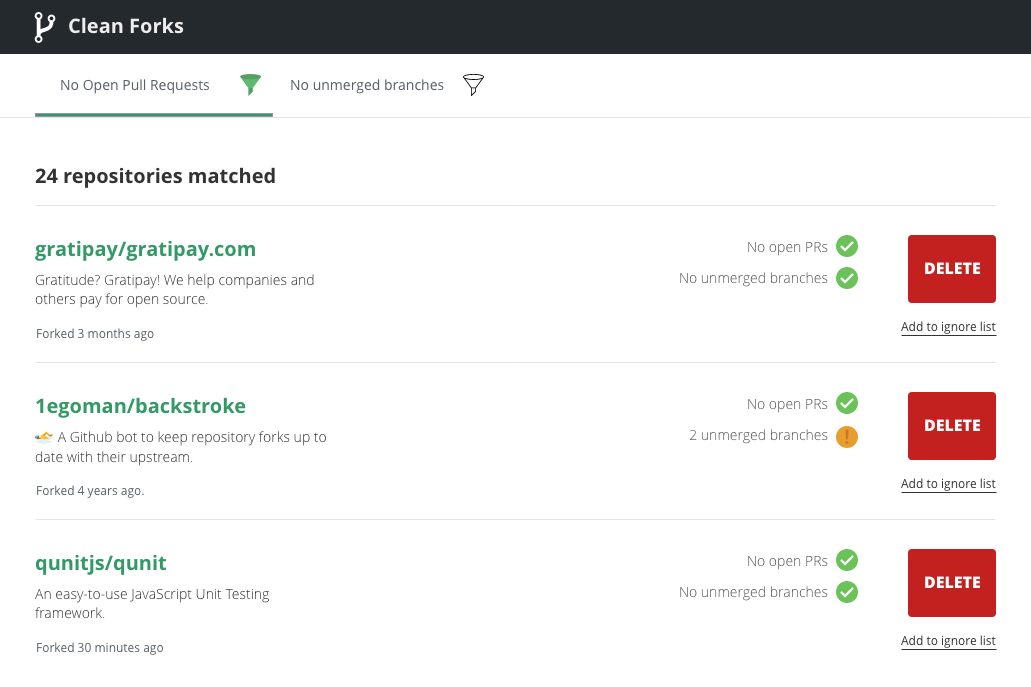 Clean Forks
No Open Pull Requests
No unmerged branches
24 repositories matched
gratipay/gratipay.com
Gratitude? Gratipay! We help companies and
others pay for open source.
Forked 3 months ago
No open PRs
No unmerged branches
DELETE
Add to ignore list
1egoman/backstroke
A Github bot to keep repository forks up to
date with their upstream.
Forked 4 years ago.
No open PRs
2 unmerged branches
DELETE
Add to ignore list
qunitjs/qunit
An easy-to-use JavaScript Unit Testing
framework.
Forked 30 minutes ago
No open PRs
No unmerged branches
DELETE
Add to ignore list